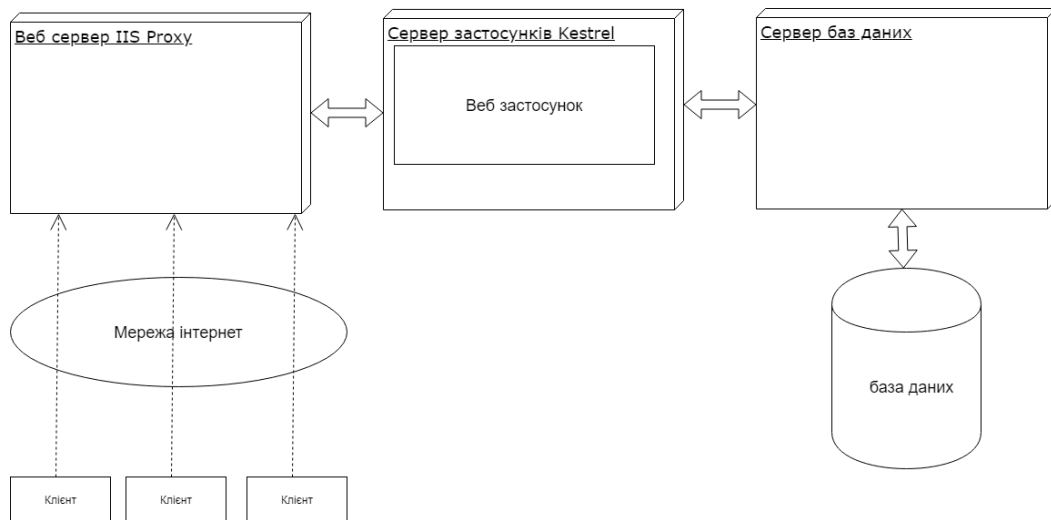 Веб сервер IIS Proxy
Сервер застосунків Kestrel
Веб застосунок
Сервер баз даних
Мережа інтернет
база даних
Клієнт
Клієнт
Клієнт